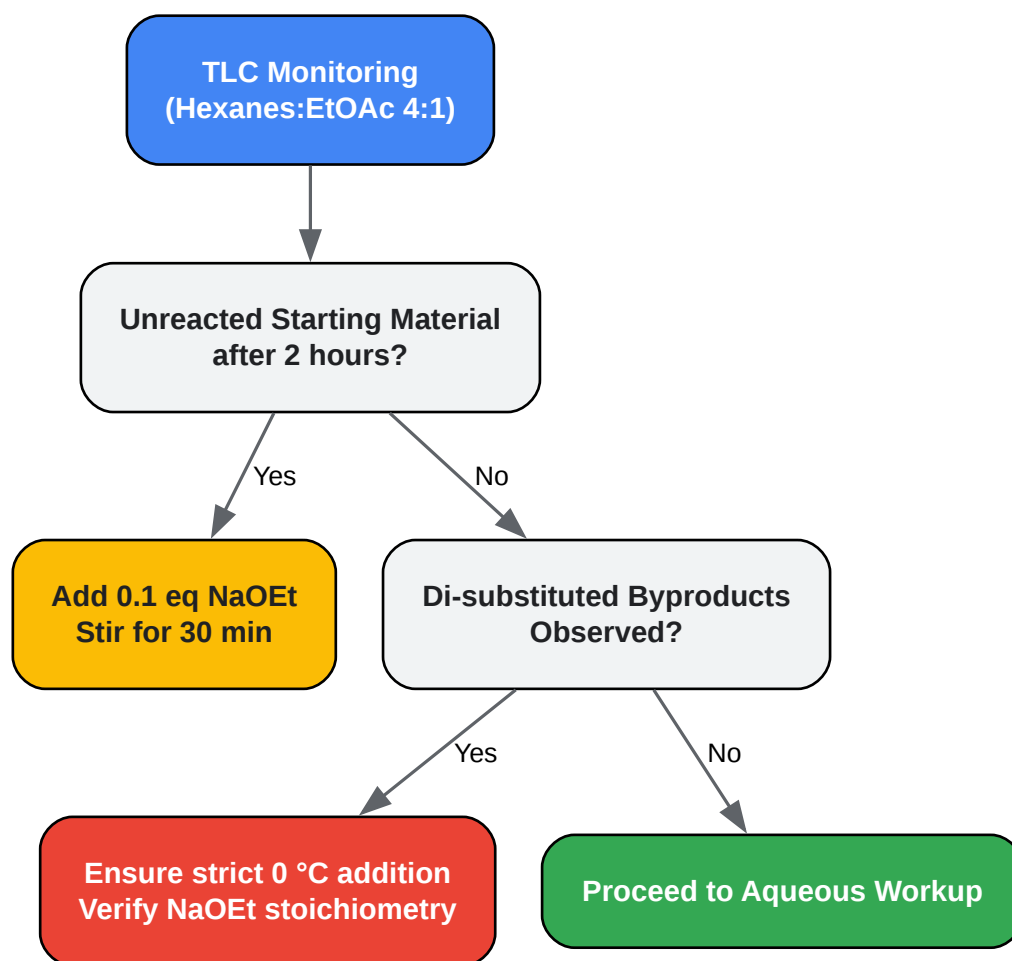 TLC Monitoring
(Hexanes:EtOAc 4:1)
Unreacted Starting Material
after 2 hours?
Yes
No
Add 0.1 eq NaOEt
Stir for 30 min
Di-substituted Byproducts
Observed?
Yes
No
Ensure strict 0 °C addition
Verify NaOEt stoichiometry
Proceed to Aqueous Workup